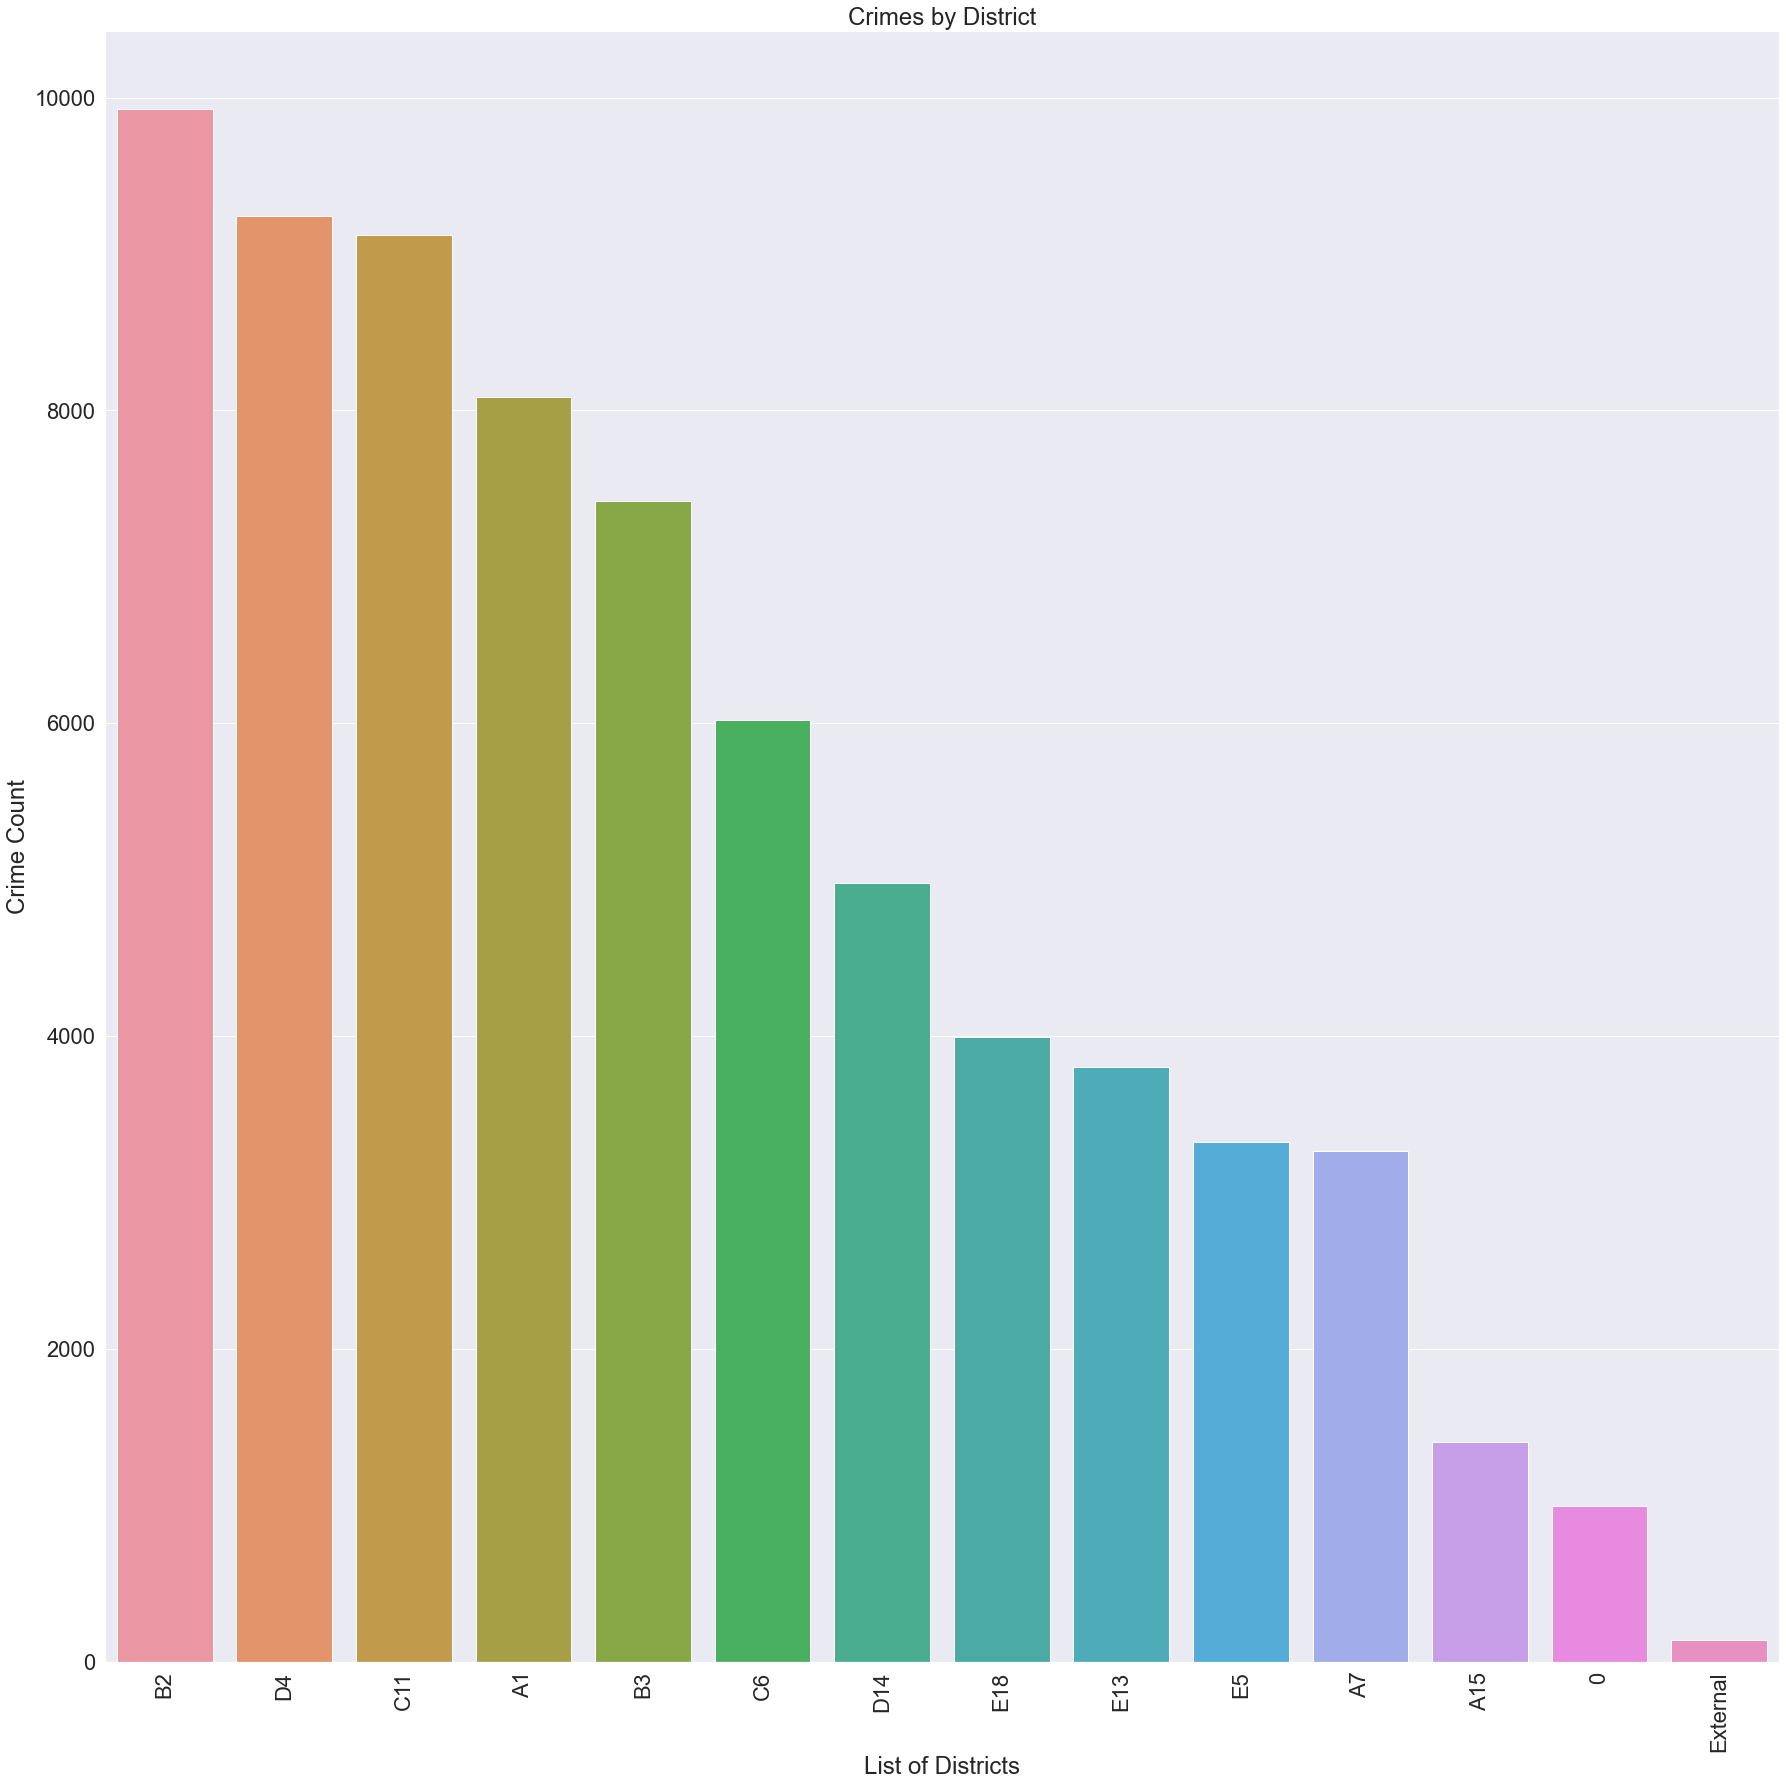 Crimes by District
10000
8000
6000
4000
2000
0
Crime Count
B2
D4
C11
A1
B3
C6
D14
E18
E13
E5
A7
A15
0
External
List of Districts